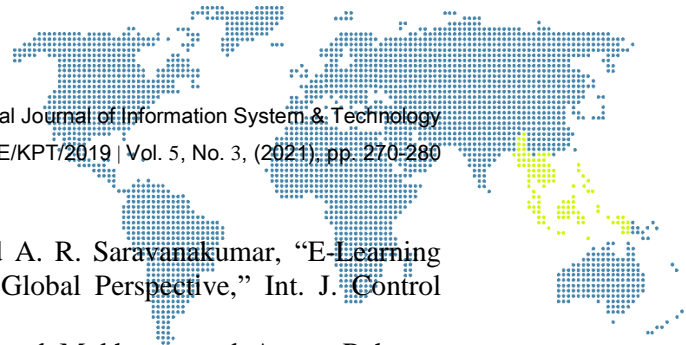 al Journal of Information System & Technology
E/KPT/2019 | Vol. 5, No. 3, (2021), pp. 270-280
d A. R. Saravanakumar, “E-Learning
Global Perspective,” Int. J. Control